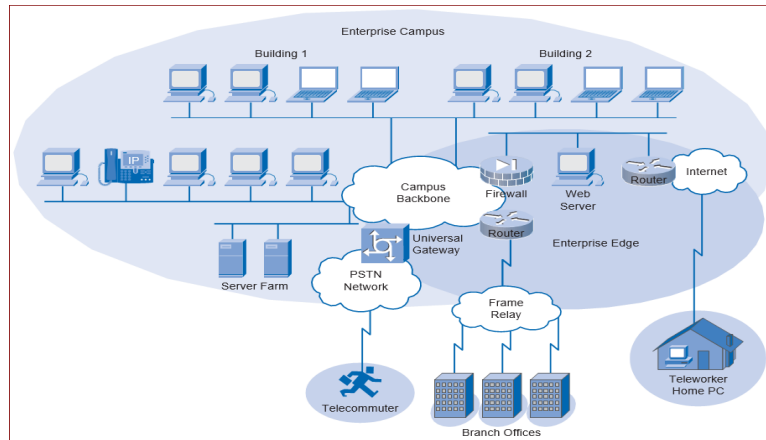 Enterprise Campus
Building 1
Building 2
IP
Campus
Backbone
Firewall
Web
Server
Router
Internet
Router
Universal
Gateway
Enterprise Edge
Server Farm
PSTN
Network
Frame
Relay
Telecommuter
Teleworker
Home PC
Branch Offices